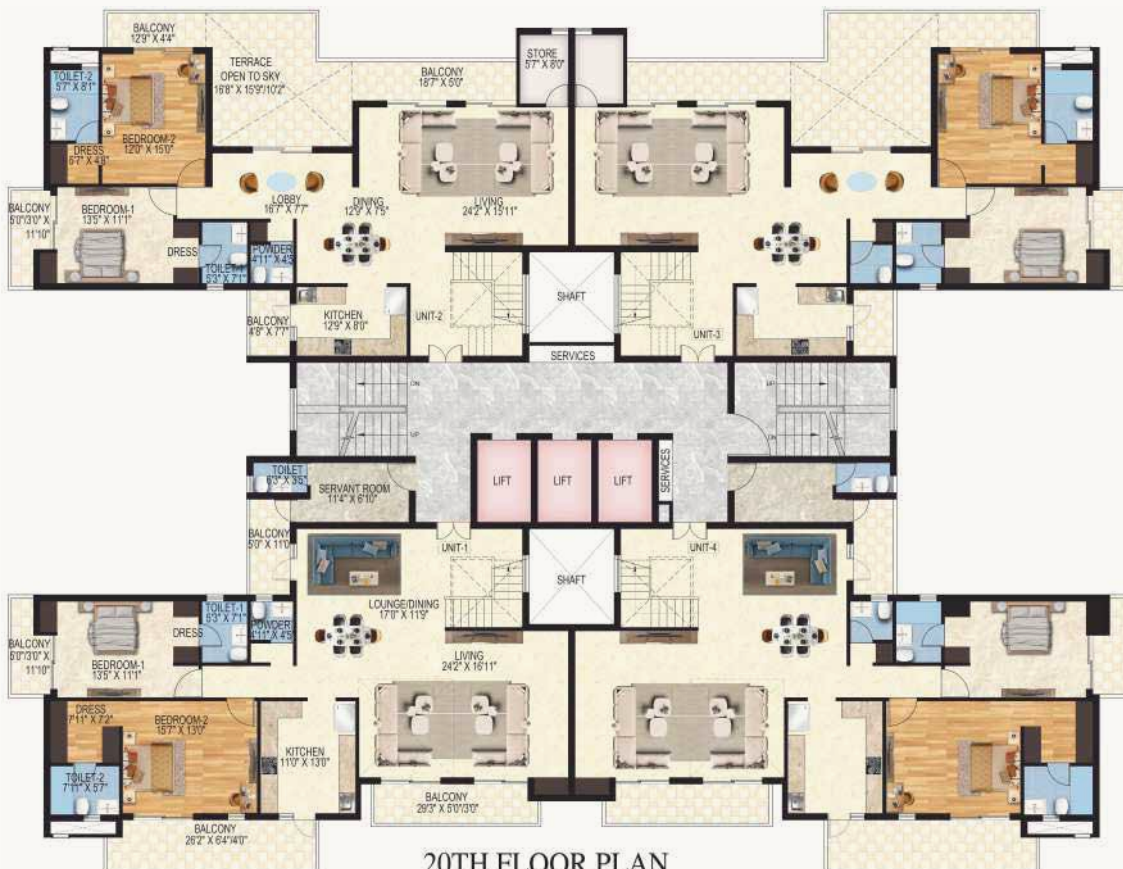 BALCONY
12'9" X 4'4"
TOILET-2
5'7" X 8'1"
TERRACE
OPEN TO SKY
16'8" X 15'9"/10'2"
BALCONY
18'7" X 5'0"
STORE
5'7" X 8'0"
BEDROOM-2
12'0" X 15'0"
DRESS
6'7" X 4'8"
BALCONY
5'0"/3'0" X
11'10"
BEDROOM-1
13'5" X 11'1"
LOBBY
16'7" X 7'7"
DINING
12'9" X 7'5"
LIVING
24'2" X 15'11"
DRESS
TOILET-1
5'3" X 7'1"
POWDER
4'11" X 4'5"
BALCONY
4'8" X 7'7"
KITCHEN
12'9" X 8'0"
UNIT-2
SHAFT
UNIT-3
SERVICES
DN
UP
UP
DN
LIFT
LIFT
LIFT
SERVICES
TOILET
6'3" X 3'5"
SERVANT ROOM
11'4" X 6'10"
BALCONY
5'0" X 11'0"
UNIT-1
UNIT-4
SHAFT
LOUNGE/DINING
17'0" X 11'9"
TOILET-1
5'3" X 7'1"
POWDER
4'11" X 4'5"
DRESS
BALCONY
5'0"/3'0" X
11'10"
BEDROOM-1
13'5" X 11'1"
LIVING
24'2" X 16'11"
DRESS
7'11" X 7'2"
BEDROOM-2
15'7" X 13'0"
KITCHEN
11'0" X 13'0"
TOILET-2
7'11" X 5'7"
BALCONY
29'3" X 5'0"/3'0"
BALCONY
26'2" X 6'4"/4'0"
20TH FLOOR PLAN